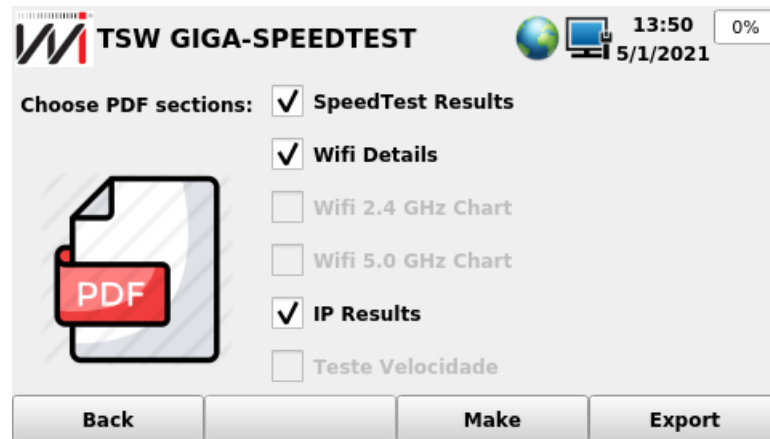 TSW GIGA-SPEEDTEST
13:50
5/1/2021
0%
Choose PDF sections:
SpeedTest Results
Wifi Details
Wifi 2.4 GHz Chart
Wifi 5.0 GHz Chart
PDF
IP Results
Teste Velocidade
Back
Make
Export